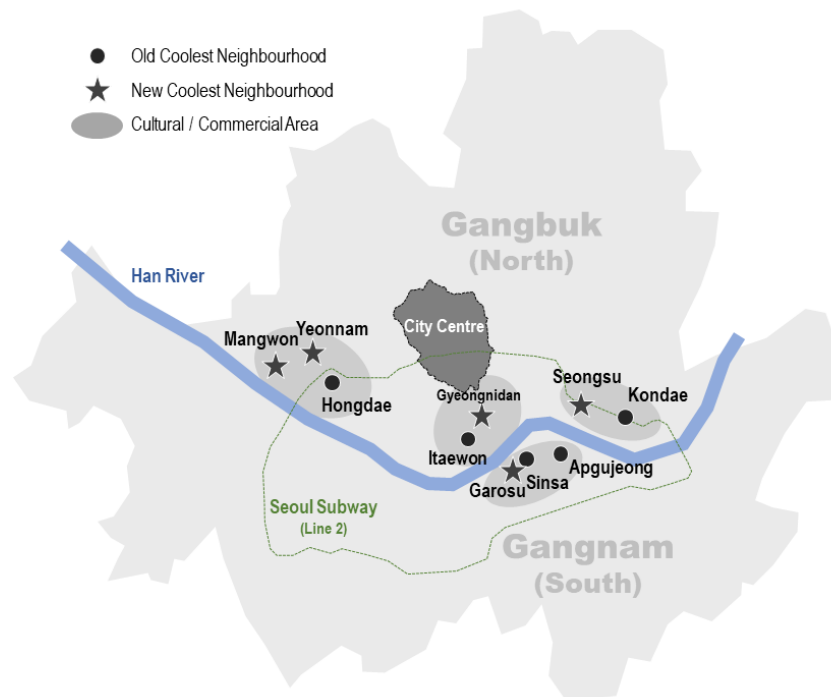 Old Coolest Neighbourhood
New Coolest Neighbourhood
Cultural / Commercial Area
Gangbuk
(North)
Han River
City Centre
Yeonnam
Mangwon
Hongdae
Seongsu
Kondae
Gyeongnidan
Itaewon
Apgujeong
Sinsa
Garosu
Seoul Subway
(Line 2)
Gangnam
(South)